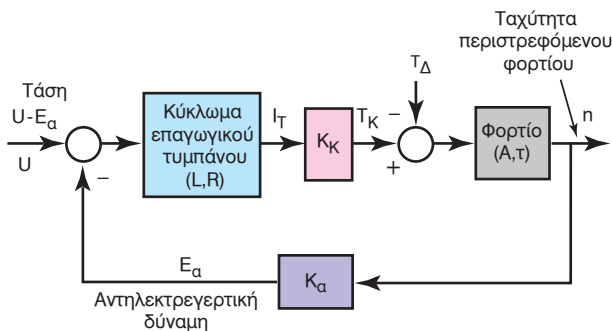 Ταχύτητα
περιστρεφόμενου
φορτίου
Τάση
U-Eα
U
−
Κύκλωμα
επαγωγικού
τυμπάνου
(L,R)
IT
KK
TK
TΔ
−
+
Φορτίο
(Α,τ)
n
Eα
Αντηλεκτρεγερτική
δύναμη
Kα